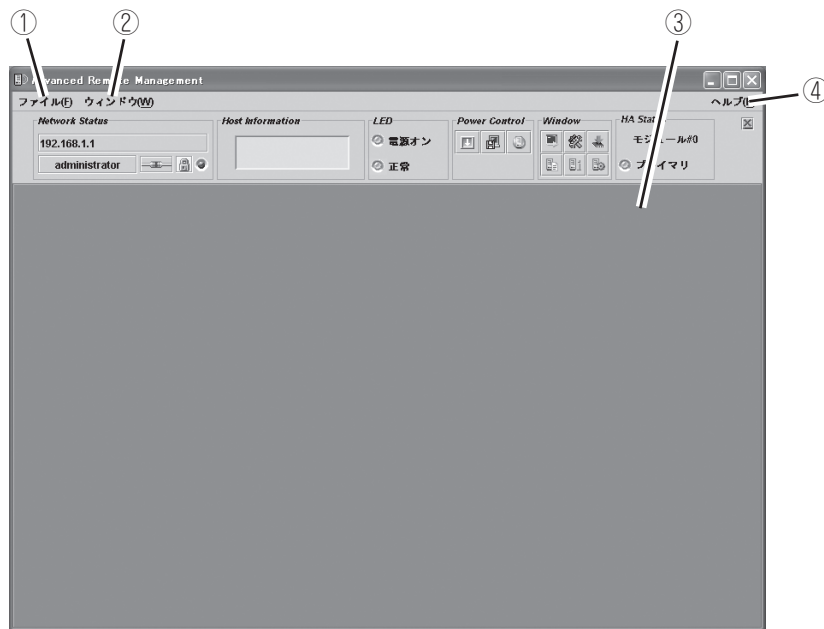 ① ② ③
Advanced Remote Management
ファイル(F) ウィンドウ(W) ヘルプ ④
Network Status Host Information LED Power Control Window HA
192.168.1.1 電源オン モジュール#0
administrator 正常 プライマリ